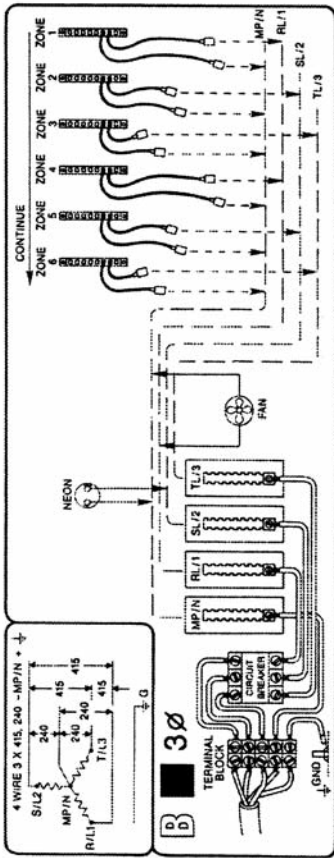 4 WIRE 3 X 415, 240 -MP/N +
415
415
415
240
240
240
S/L2
MP/N
R/L1
T/L3
G
B
3Ø
TERMINAL
BLOCK
CIRCUIT
BREAKER
GND
MP/N
RL/1
SL/2
TL/3
NEON
FAN
CONTINUE
ZONE
6
ZONE
5
ZONE
4
ZONE
3
ZONE
2
ZONE
1
MP/N
RL/1
SL/2
TL/3